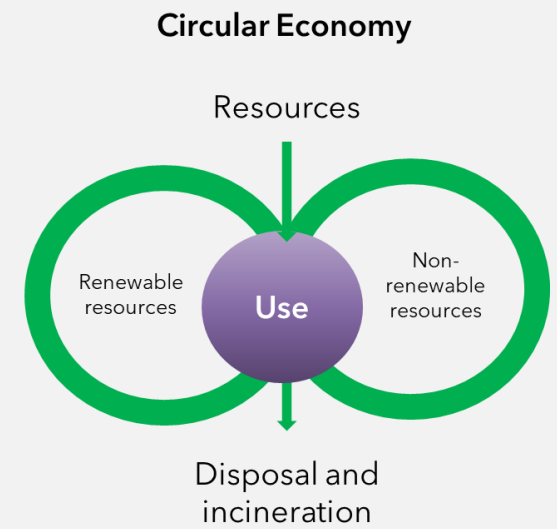 Circular Economy
Resources
Renewable
resources
Use
Non-
renewable
resources
Disposal and
incineration